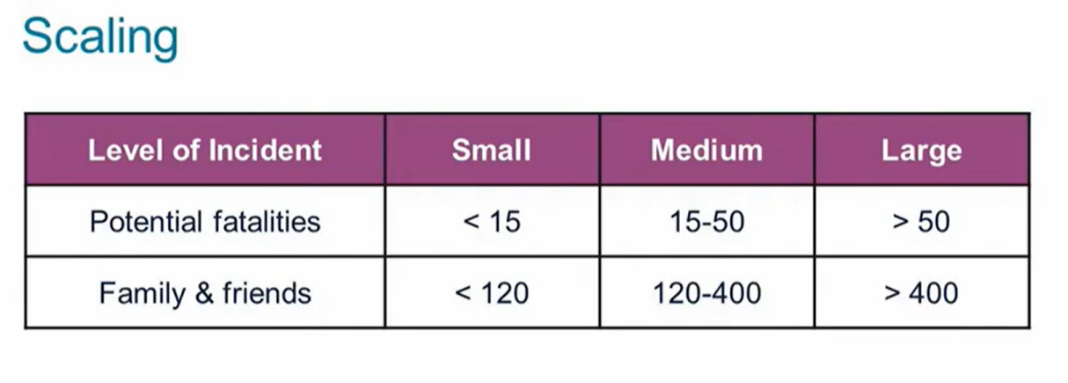 Scaling
Level of Incident Small Medium Large
Potential fatalities < 15 15-50 > 50
Family & friends < 120 120-400 > 400